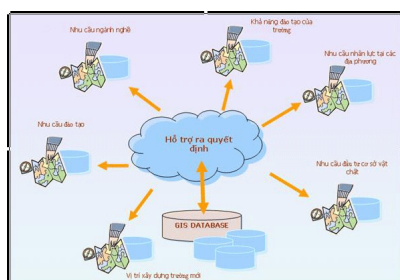 Khả năng đào tạo của
trường
Nhu cầu ngành nghề
Nhu cầu nhân lực tại các
địa phương
Nhu cầu đào tạo
Hỗ trợ ra quyết
định
Nhu cầu đầu tư cơ sở vật
chất
GIS DATABASE
Vị trí xây dựng trường mới